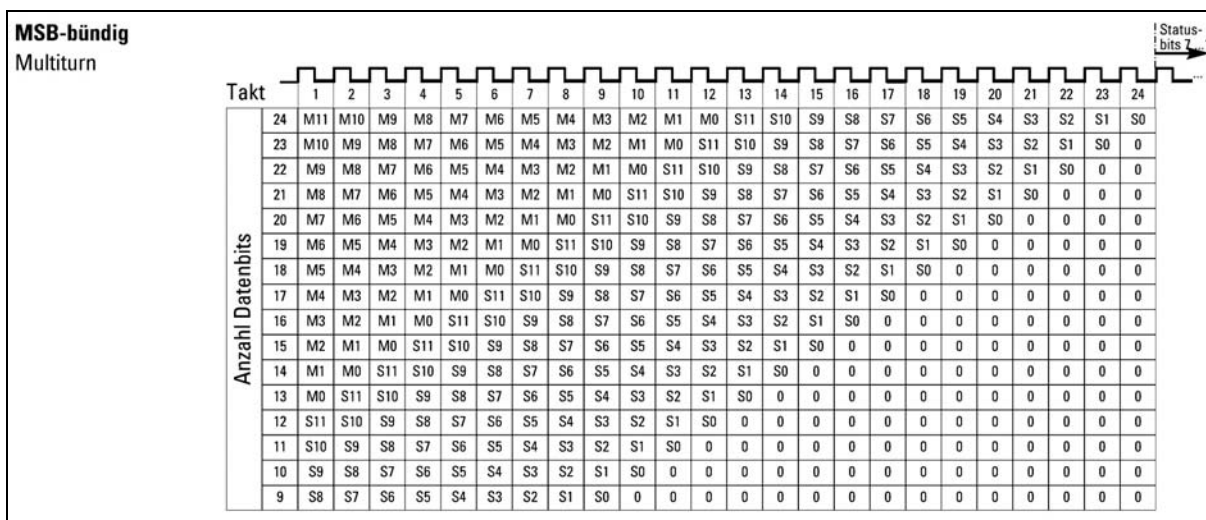 MSB-bündig
Multiturn
Status-
bits 7 ...
...
Takt 1 2 3 4 5 6 7 8 9 10 11 12 13 14 15 16 17 18 19 20 21 22 23 24
Anzahl Datenbits
24 M11 M10 M9 M8 M7 M6 M5 M4 M3 M2 M1 M0 S11 S10 S9 S8 S7 S6 S5 S4 S3 S2 S1 S0
23 M10 M9 M8 M7 M6 M5 M4 M3 M2 M1 M0 S11 S10 S9 S8 S7 S6 S5 S4 S3 S2 S1 S0 0
22 M9 M8 M7 M6 M5 M4 M3 M2 M1 M0 S11 S10 S9 S8 S7 S6 S5 S4 S3 S2 S1 S0 0 0
21 M8 M7 M6 M5 M4 M3 M2 M1 M0 S11 S10 S9 S8 S7 S6 S5 S4 S3 S2 S1 S0 0 0 0
20 M7 M6 M5 M4 M3 M2 M1 M0 S11 S10 S9 S8 S7 S6 S5 S4 S3 S2 S1 S0 0 0 0 0
19 M6 M5 M4 M3 M2 M1 M0 S11 S10 S9 S8 S7 S6 S5 S4 S3 S2 S1 S0 0 0 0 0 0
18 M5 M4 M3 M2 M1 M0 S11 S10 S9 S8 S7 S6 S5 S4 S3 S2 S1 S0 0 0 0 0 0 0
17 M4 M3 M2 M1 M0 S11 S10 S9 S8 S7 S6 S5 S4 S3 S2 S1 S0 0 0 0 0 0 0 0
16 M3 M2 M1 M0 S11 S10 S9 S8 S7 S6 S5 S4 S3 S2 S1 S0 0 0 0 0 0 0 0 0
15 M2 M1 M0 S11 S10 S9 S8 S7 S6 S5 S4 S3 S2 S1 S0 0 0 0 0 0 0 0 0 0
14 M1 M0 S11 S10 S9 S8 S7 S6 S5 S4 S3 S2 S1 S0 0 0 0 0 0 0 0 0 0 0
13 M0 S11 S10 S9 S8 S7 S6 S5 S4 S3 S2 S1 S0 0 0 0 0 0 0 0 0 0 0 0
12 S11 S10 S9 S8 S7 S6 S5 S4 S3 S2 S1 S0 0 0 0 0 0 0 0 0 0 0 0 0
11 S10 S9 S8 S7 S6 S5 S4 S3 S2 S1 S0 0 0 0 0 0 0 0 0 0 0 0 0 0
10 S9 S8 S7 S6 S5 S4 S3 S2 S1 S0 0 0 0 0 0 0 0 0 0 0 0 0 0 0
9 S8 S7 S6 S5 S4 S3 S2 S1 S0 0 0 0 0 0 0 0 0 0 0 0 0 0 0 0